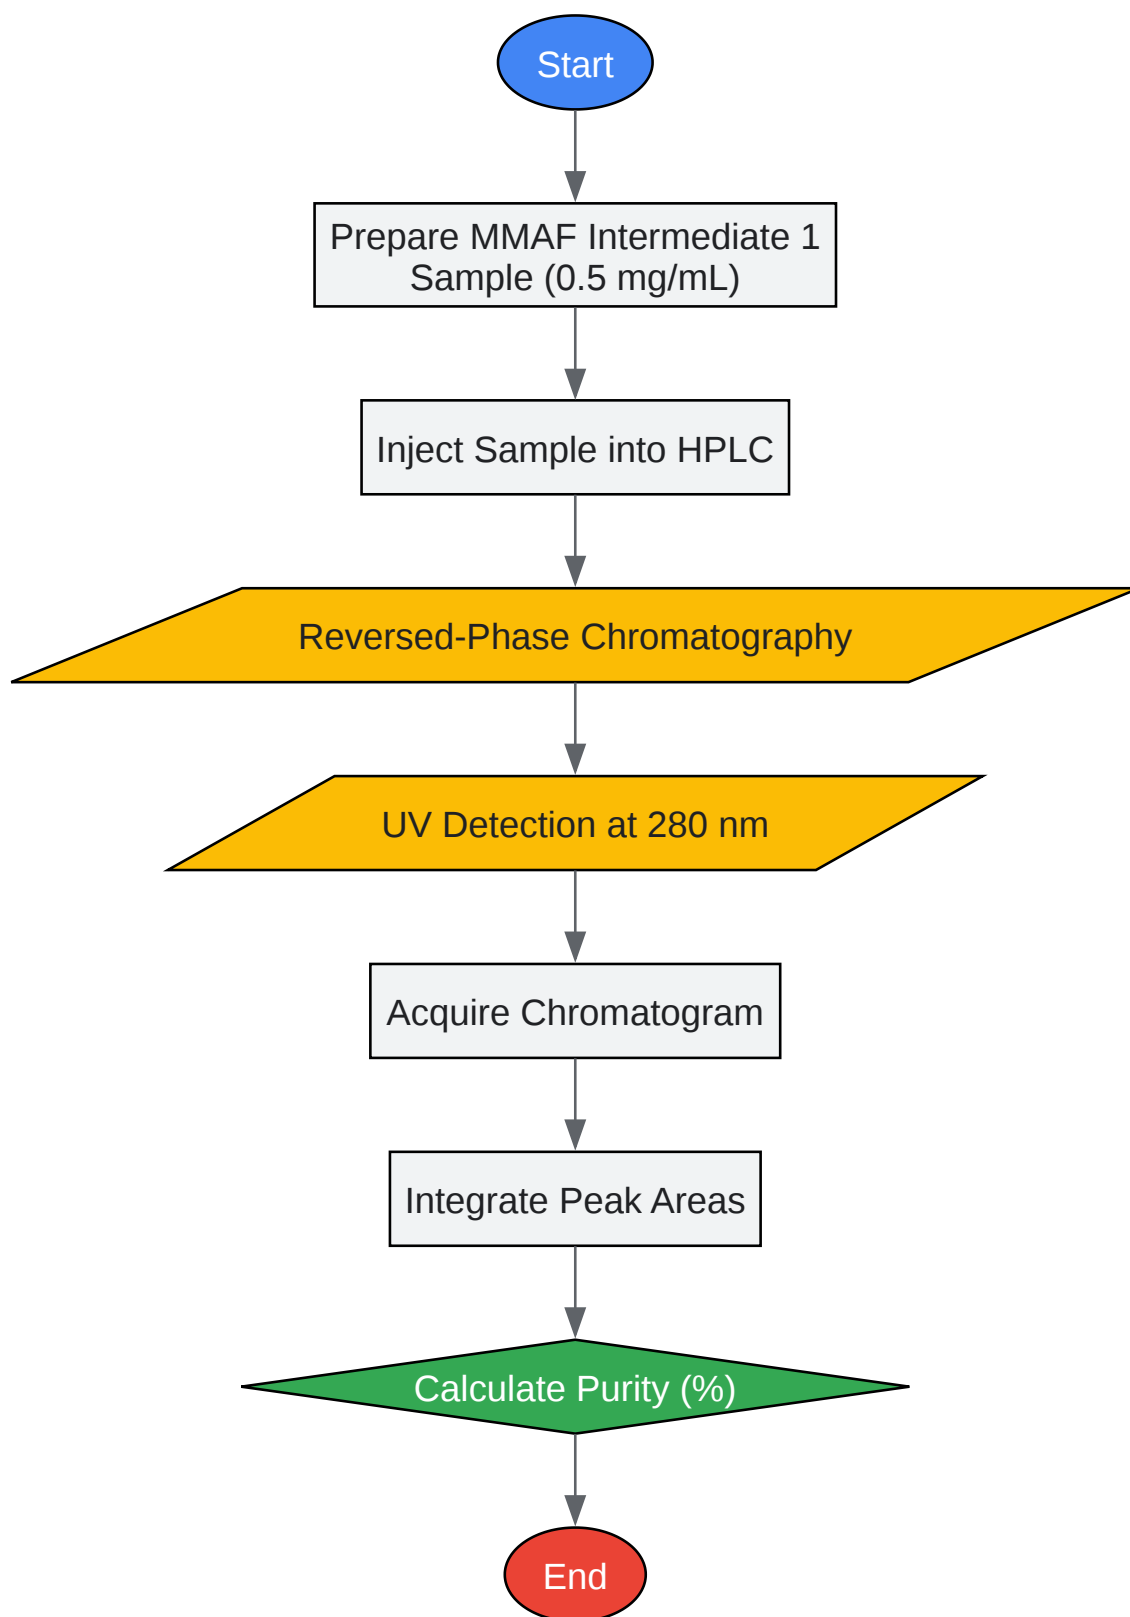 Start
Prepare MMAF Intermediate 1
Sample (0.5 mg/mL)
Inject Sample into HPLC
Reversed-Phase Chromatography
UV Detection at 280 nm
Acquire Chromatogram
Integrate Peak Areas
Calculate Purity (%)
End